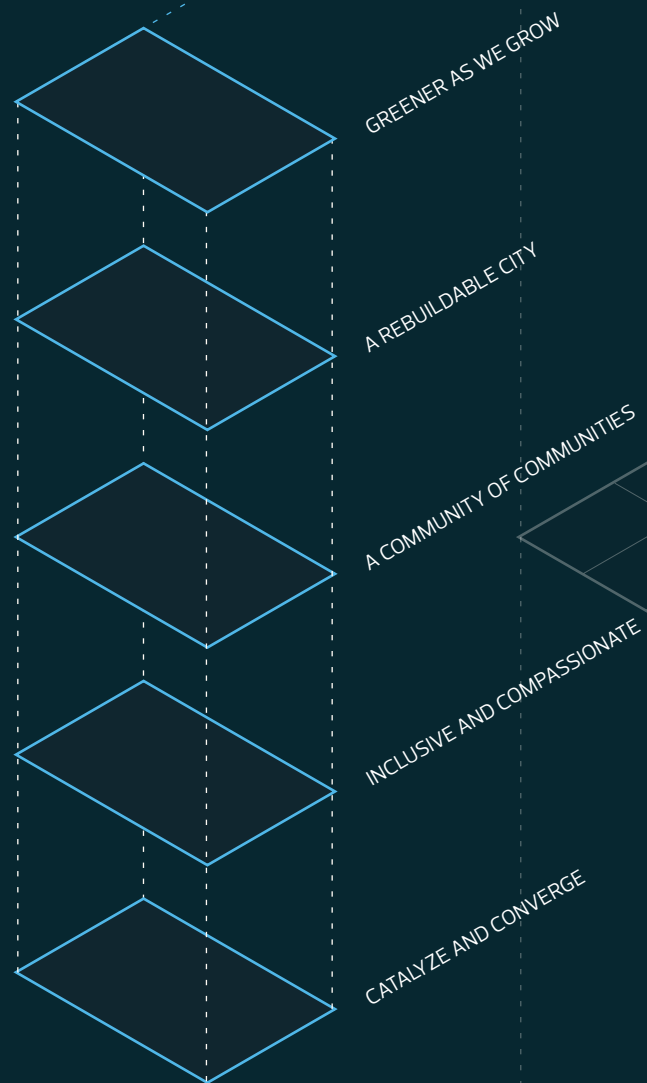 GREENER AS WE GROW
A REBUILDABLE CITY
A COMMUNITY OF COMMUNITIES
INCLUSIVE AND COMPASSIONATE
CATALYZE AND CONVERGE